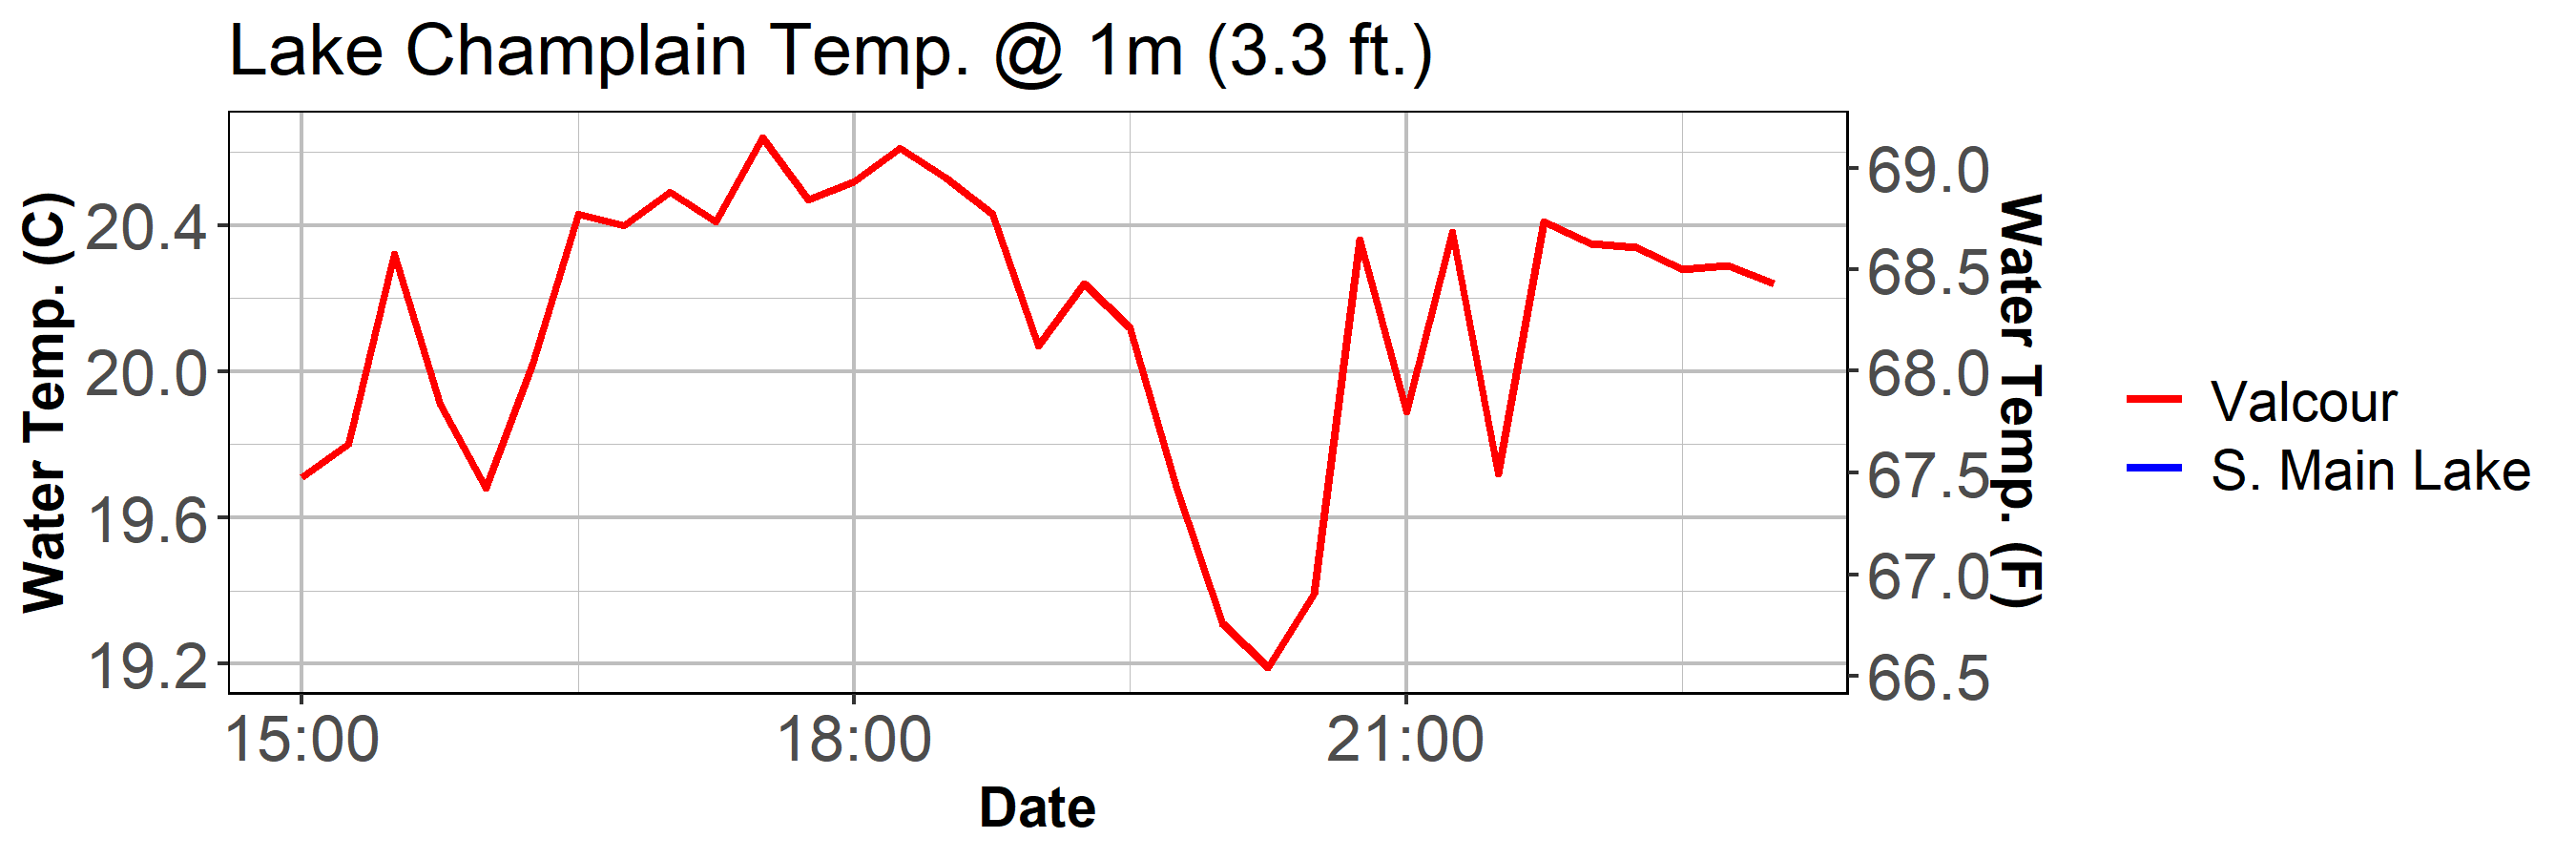 Lake Champlain Temp. @ 1m (3.3 ft.)
Water Temp. (C)
20.4
20.0
19.6
19.2
69.0
68.5
68.0
67.5
67.0
66.5
Water Temp. (F)
15:00 18:00 21:00
Date
Valcour
S. Main Lake